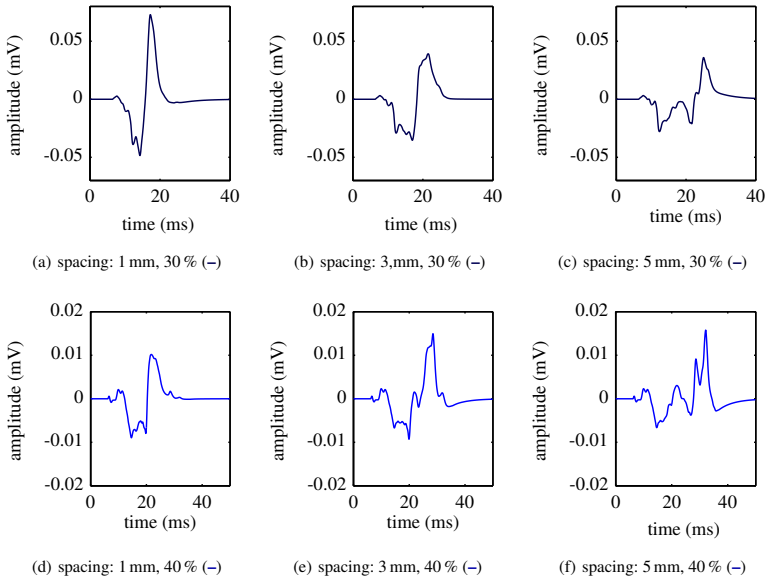 0.05
0
-0.05
amplitude (mV)
0 20 40
time (ms)
(a) spacing: 1 mm, 30 % (–)
0.05
0
-0.05
amplitude (mV)
0 20 40
time (ms)
(b) spacing: 3,mm, 30 % (–)
0.05
0
-0.05
amplitude (mV)
0 20 40
time (ms)
(c) spacing: 5 mm, 30 % (–)
0.02
0.01
0
-0.01
-0.02
amplitude (mV)
0 20 40
time (ms)
(d) spacing: 1 mm, 40 % (–)
0.02
0.01
0
-0.01
-0.02
amplitude (mV)
0 20 40
time (ms)
(e) spacing: 3 mm, 40 % (–)
0.02
0.01
0
-0.01
-0.02
amplitude (mV)
0 20 40
time (ms)
(f) spacing: 5 mm, 40 % (–)